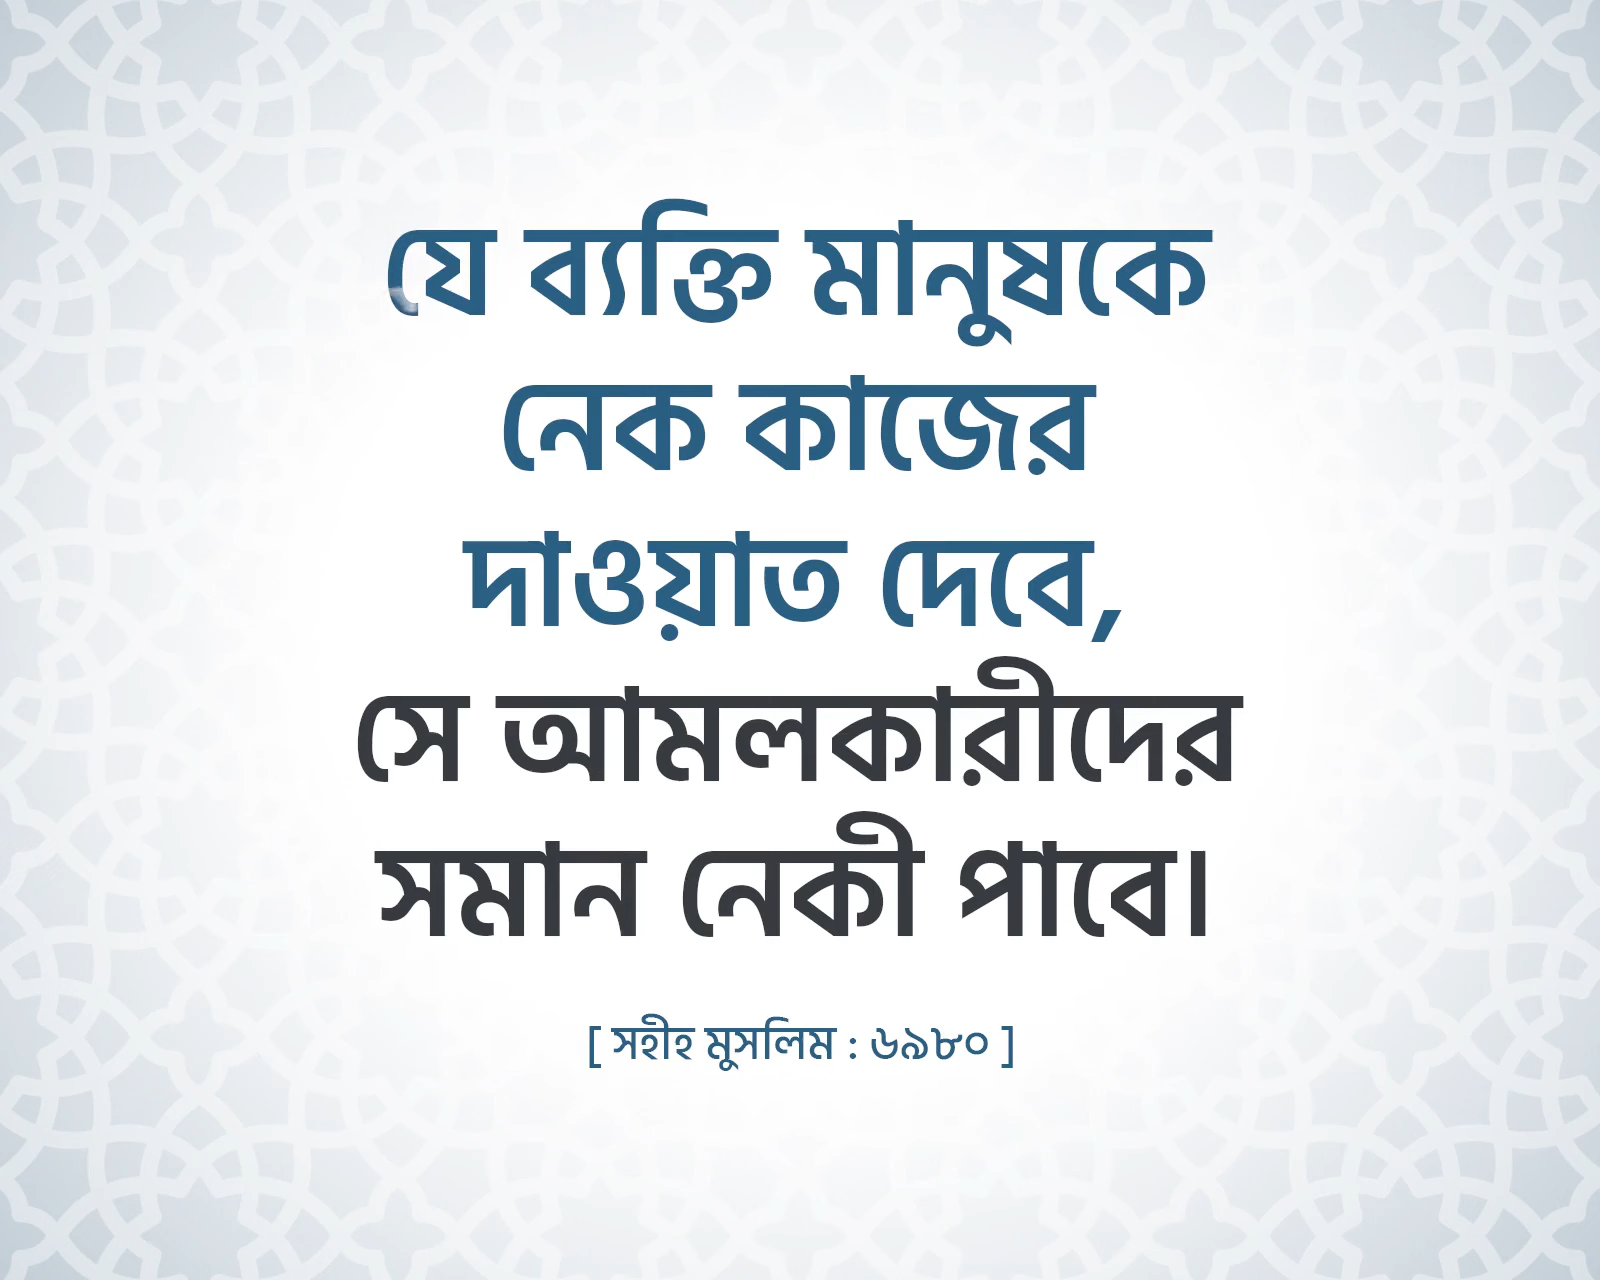 যে ব্যক্তি মানুষকে
নেক কাজের
দাওয়াত দেবে,
সে আমলকারীদের
সমান নেকী পাবে।
[ সহীহ মুসলিম : ৬৯৮০ ]